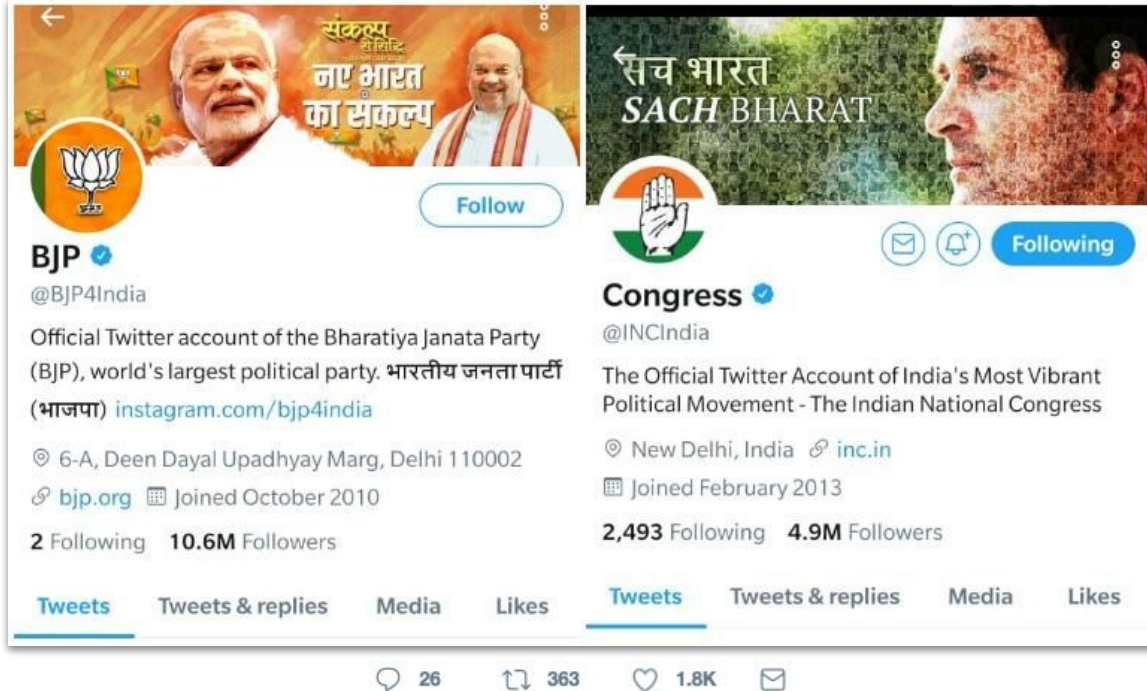 संकल्प
से सिद्धि
नए भारत
का संकल्प
Follow
BJP
@BJP4India
Official Twitter account of the Bharatiya Janata Party
(BJP), world's largest political party. भारतीय जनता पार्टी
(भाजपा) instagram.com/bjp4india
6-A, Deen Dayal Upadhyay Marg, Delhi 110002
bjp.org Joined October 2010
2 Following 10.6M Followers
Tweets Tweets & replies Media Likes
सच भारत
SACH BHARAT
Following
Congress
@INCIndia
The Official Twitter Account of India's Most Vibrant
Political Movement - The Indian National Congress
New Delhi, India inc.in
Joined February 2013
2,493 Following 4.9M Followers
Tweets Tweets & replies Media Likes
26 363 1.8K